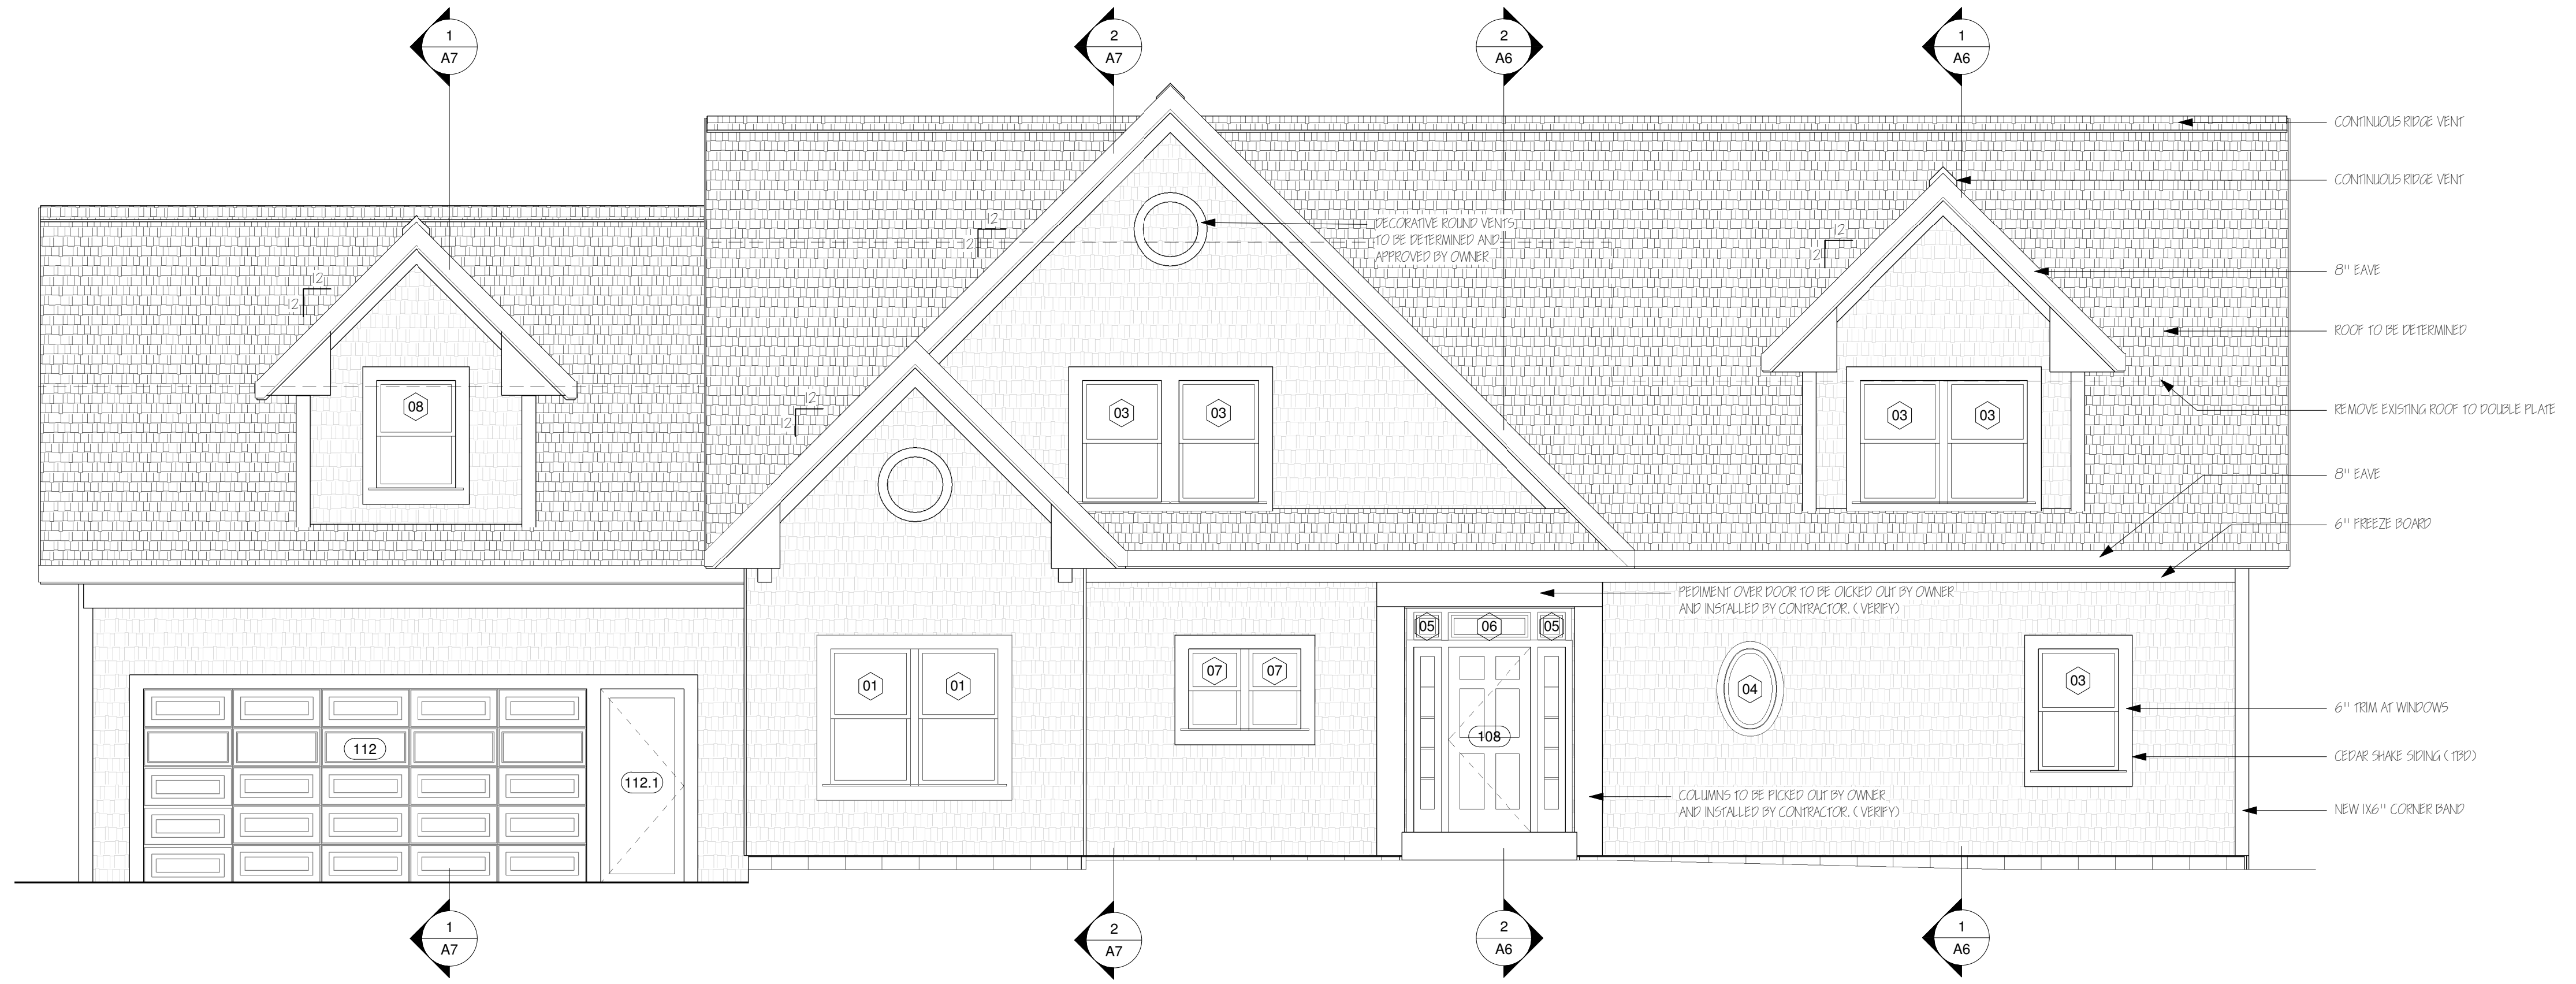 1
A7
2
A7
2
A6
1
A6
CONTINUOUS RIDGE VENT
CONTINUOUS RIDGE VENT
12
12
DECORATIVE ROUND VENTS
TO BE DETERMINED AND
APPROVED BY OWNER
12
12
8" EAVE
12
12
ROOF TO BE DETERMINED
08
03
03
03
03
REMOVE EXISTING ROOF TO DOUBLE PLATE
12
12
8" EAVE
6" FREEZE BOARD
PEDIMENT OVER DOOR TO BE OICKED OUT BY OWNER
AND INSTALLED BY CONTRACTOR. ( VERIFY)
05
06
05
01
01
07
07
04
03
6" TRIM AT WINDOWS
112
108
CEDAR SHAKE SIDING ( TBD)
112.1
COLUMNS TO BE PICKED OUT BY OWNER
AND INSTALLED BY CONTRACTOR. ( VERIFY)
NEW 1X6" CORNER BAND
1
A7
2
A7
2
A6
1
A6